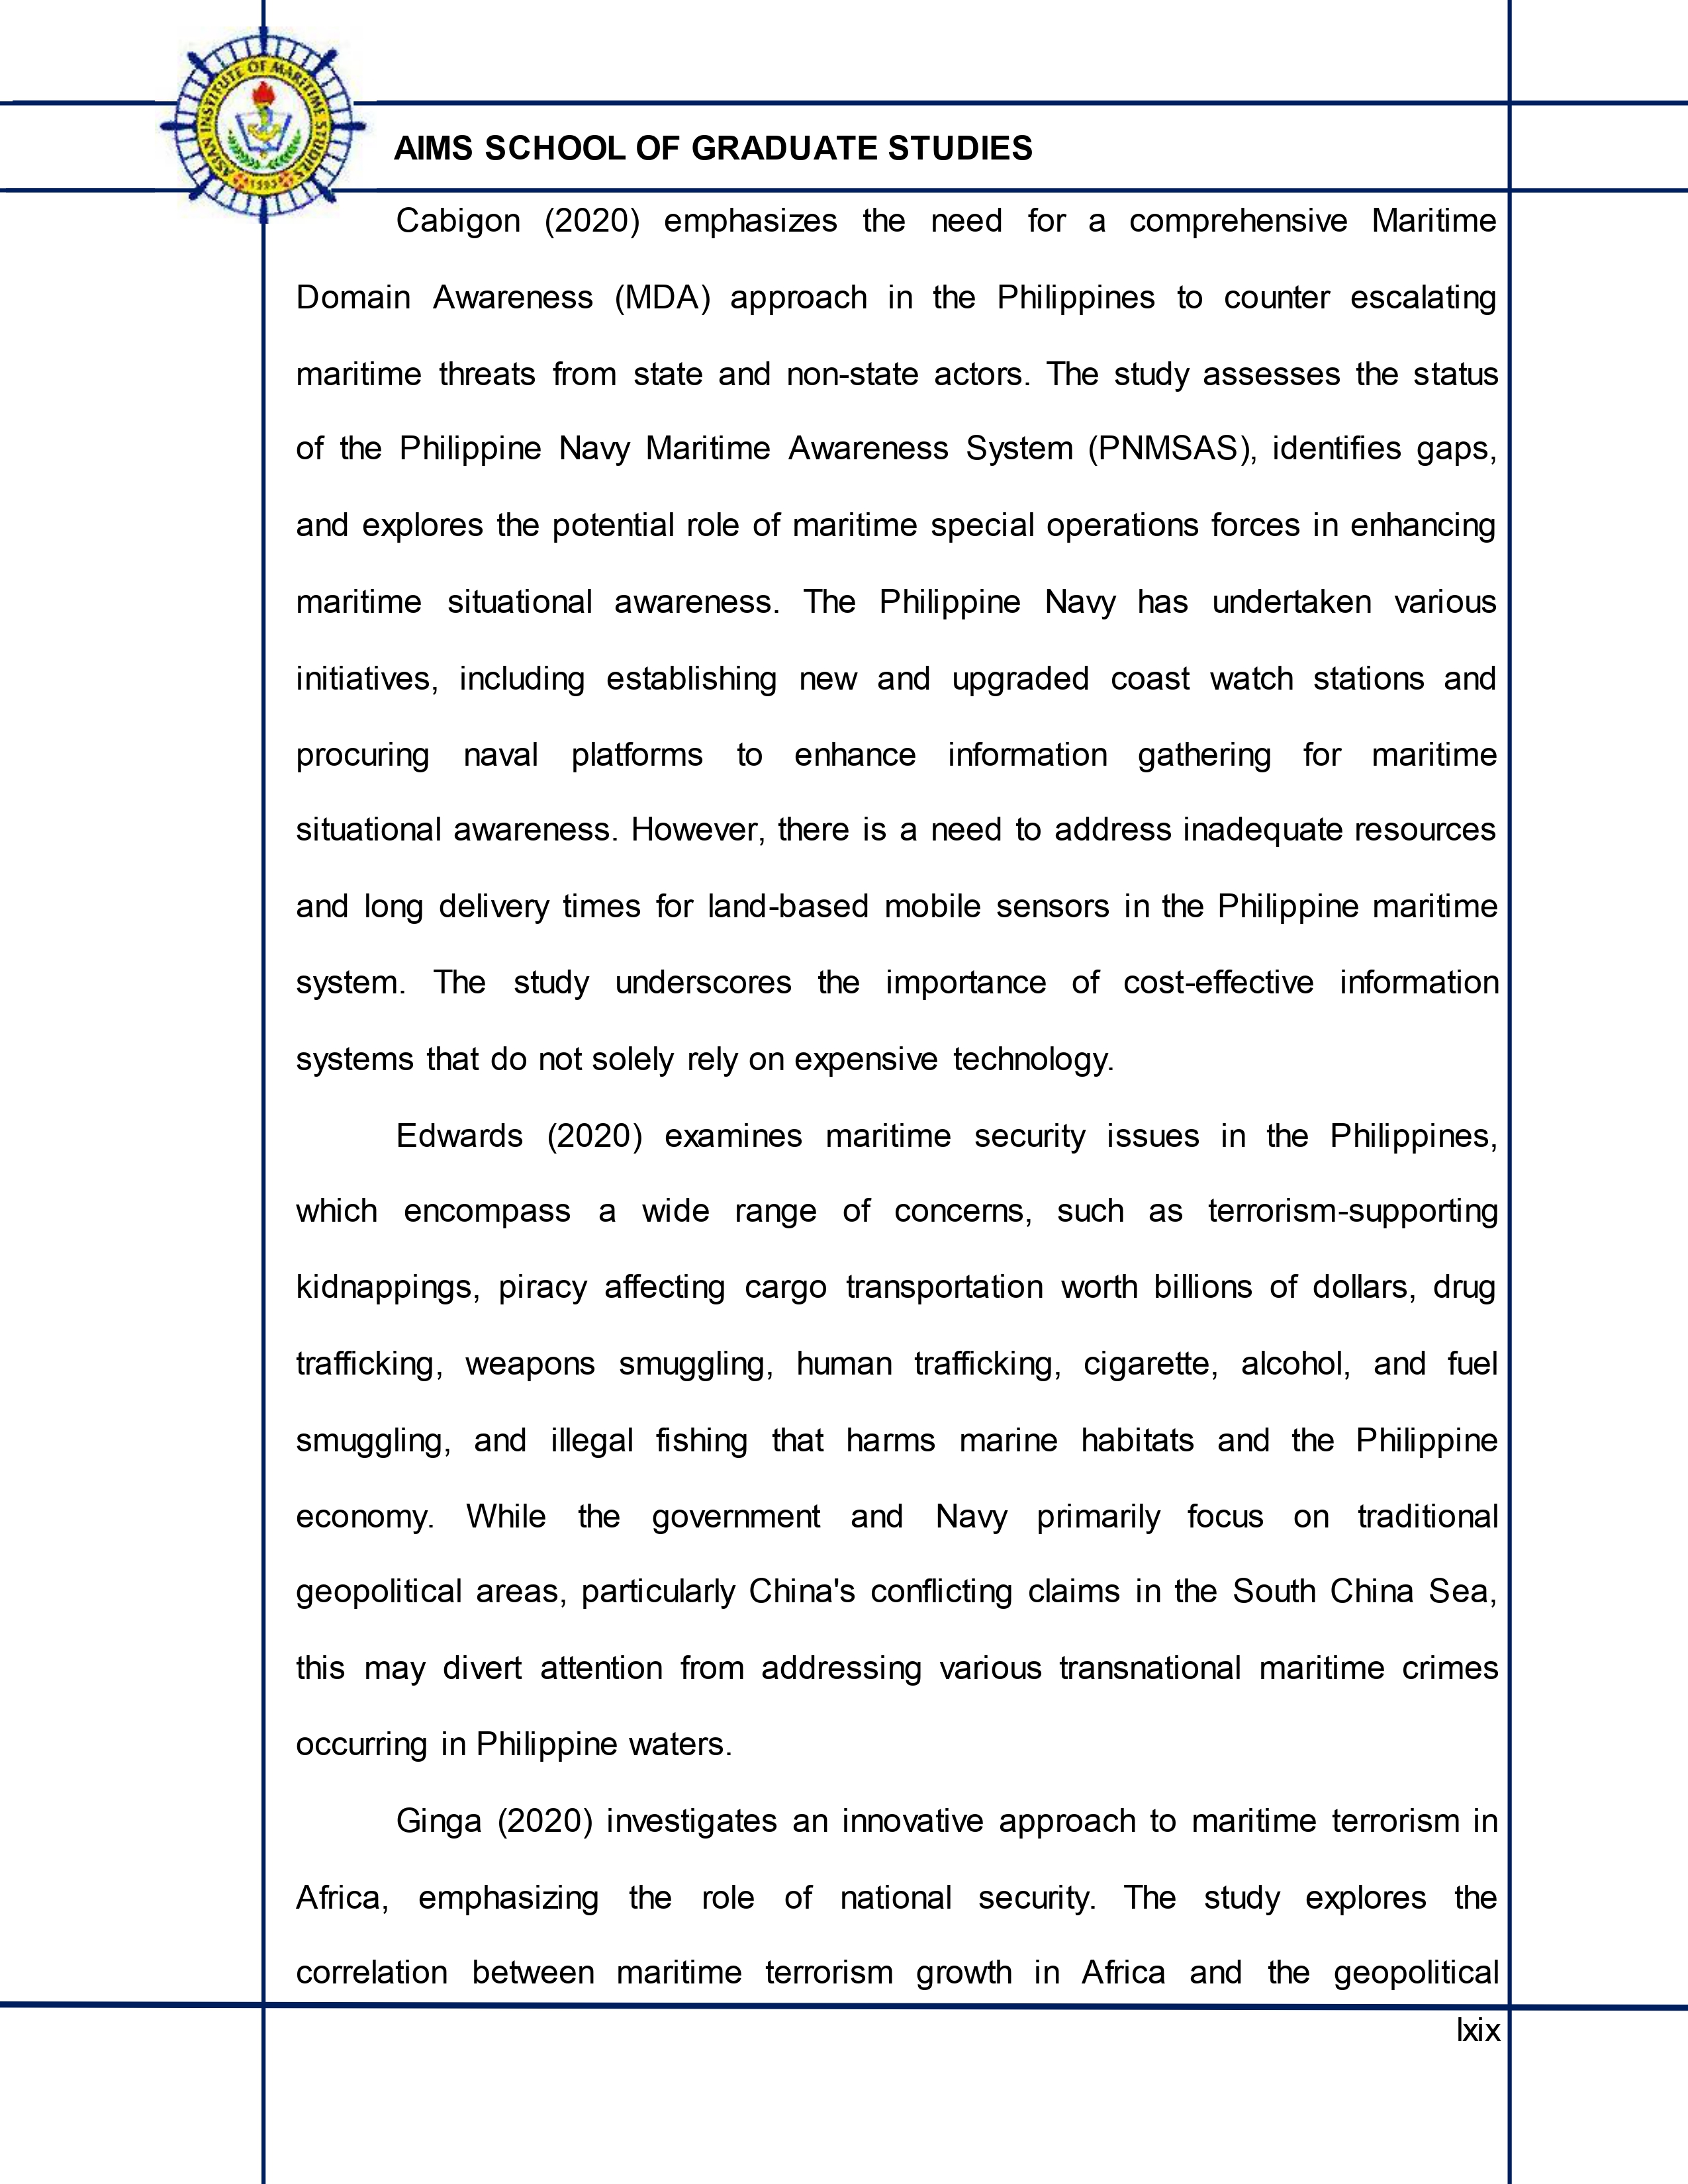 ASIAN INSTITUTE OF MARITIME STUDIES
1993
AIMS SCHOOL OF GRADUATE STUDIES
Cabigon (2020) emphasizes the need for a comprehensive Maritime
Domain Awareness (MDA) approach in the Philippines to counter escalating
maritime threats from state and non-state actors. The study assesses the status
of the Philippine Navy Maritime Awareness System (PNMSAS), identifies gaps,
and explores the potential role of maritime special operations forces in enhancing
maritime situational awareness. The Philippine Navy has undertaken various
initiatives, including establishing new and upgraded coast watch stations and
procuring naval platforms to enhance information gathering for maritime
situational awareness. However, there is a need to address inadequate resources
and long delivery times for land-based mobile sensors in the Philippine maritime
system. The study underscores the importance of cost-effective information
systems that do not solely rely on expensive technology.
Edwards (2020) examines maritime security issues in the Philippines,
which encompass a wide range of concerns, such as terrorism-supporting
kidnappings, piracy affecting cargo transportation worth billions of dollars, drug
trafficking, weapons smuggling, human trafficking, cigarette, alcohol, and fuel
smuggling, and illegal fishing that harms marine habitats and the Philippine
economy. While the government and Navy primarily focus on traditional
geopolitical areas, particularly China's conflicting claims in the South China Sea,
this may divert attention from addressing various transnational maritime crimes
occurring in Philippine waters.
Ginga (2020) investigates an innovative approach to maritime terrorism in
Africa, emphasizing the role of national security. The study explores the
correlation between maritime terrorism growth in Africa and the geopolitical
lxix